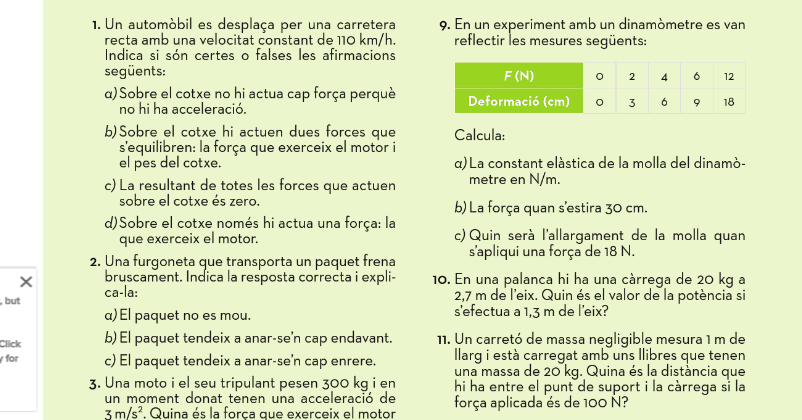 1. Un automòbil es desplaça per una carretera
recta amb una velocitat constant de 110 km/h.
Indica si són certes o falses les afirmacions
següents:
a) Sobre el cotxe no hi actua cap força perquè
no hi ha acceleració.
b) Sobre el cotxe hi actuen dues forces que
s'equilibren: la força que exerceix el motor i
el pes del cotxe.
c) La resultant de totes les forces que actuen
sobre el cotxe és zero.
d) Sobre el cotxe només hi actua una força: la
que exerceix el motor.
2. Una furgoneta que transporta un paquet frena
bruscament. Indica la resposta correcta i expli-
ca-la:
a) El paquet no es mou.
b) El paquet tendeix a anar-se'n cap endavant.
c) El paquet tendeix a anar-se'n cap enrere.
3. Una moto i el seu tripulant pesen 300 kg i en
un moment donat tenen una acceleració de
3 m/s². Quina és la força que exerceix el motor
9. En un experiment amb un dinamòmetre es van
reflectir les mesures següents:
F (N) 0 2 4 6 12
Deformació (cm) 0 3 6 9 18
Calcula:
a) La constant elàstica de la molla del dinamò-
metre en N/m.
b) La força quan s'estira 30 cm.
c) Quin serà l'allargament de la molla quan
s'apliqui una força de 18 N.
10. En una palanca hi ha una càrrega de 20 kg a
2,7 m de l'eix. Quin és el valor de la potència si
s'efectua a 1,3 m de l'eix?
11. Un carretó de massa negligible mesura 1 m de
llarg i està carregat amb uns llibres que tenen
una massa de 20 kg. Quina és la distància que
hi ha entre el punt de suport i la càrrega si la
força aplicada és de 100 N?
, but
Click
y for